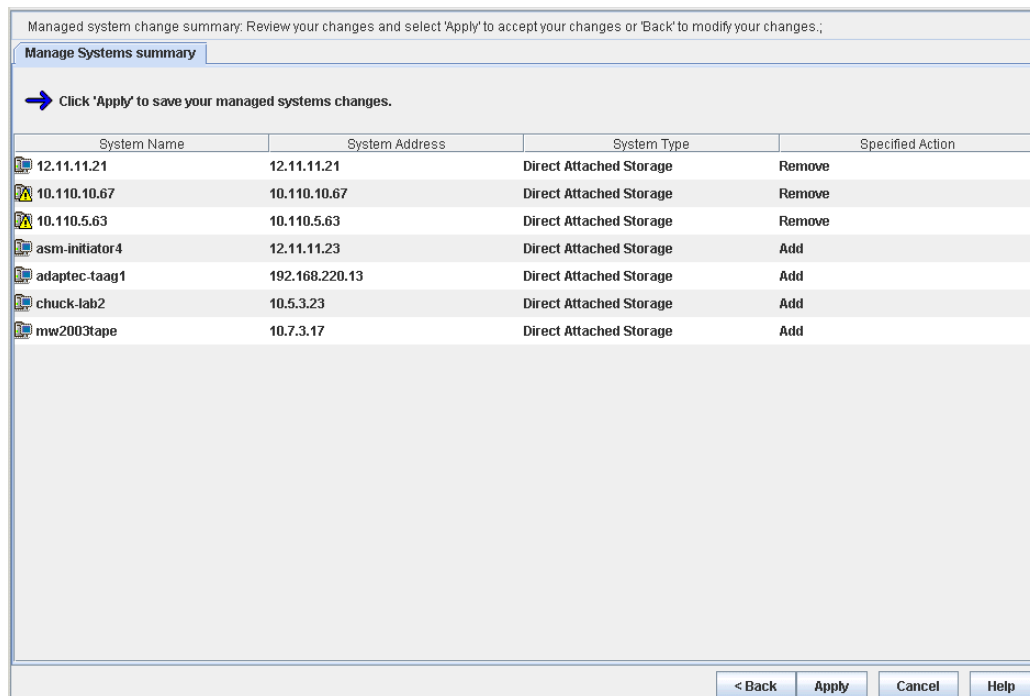 Managed system change summary: Review your changes and select 'Apply' to accept your changes or 'Back' to modify your changes.;
Manage Systems summary
Click 'Apply' to save your managed systems changes.
System Name System Address System Type Specified Action
12.11.11.21 12.11.11.21 Direct Attached Storage Remove
10.110.10.67 10.110.10.67 Direct Attached Storage Remove
10.110.5.63 10.110.5.63 Direct Attached Storage Remove
asm-initiator4 12.11.11.23 Direct Attached Storage Add
adaptec-taag1 192.168.220.13 Direct Attached Storage Add
chuck-lab2 10.5.3.23 Direct Attached Storage Add
mw2003tape 10.7.3.17 Direct Attached Storage Add
< Back Apply Cancel Help